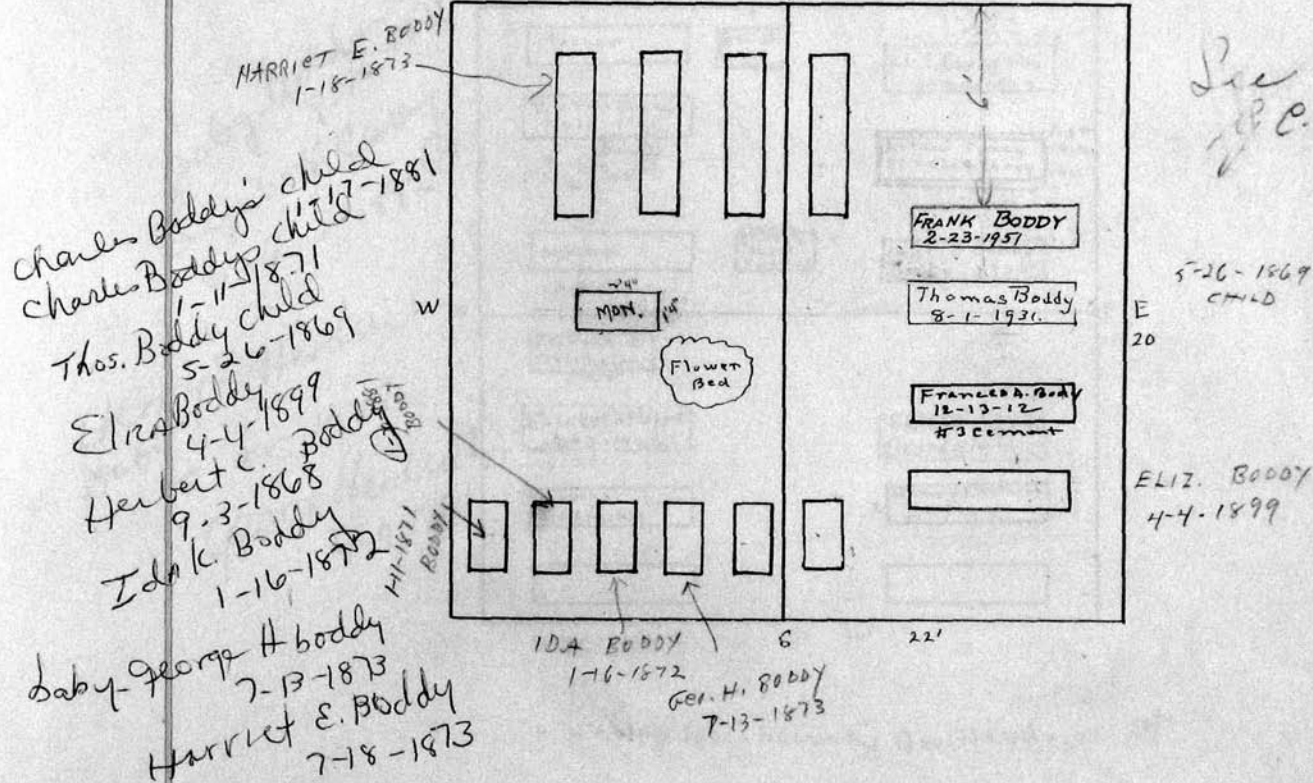 HARRIET E. BODDY
1-18-1873
Charles Boddy's child
1-17-1881
Charles Boddy's child
1-11-1871
Thos. Boddy child
5-26-1869
Eliza Boddy
4-4-1899
Herbert C. Boddy
9-3-1868
Ida K. Boddy
1-16-1872
baby-George H boddy
7-13-1873
Harriet E. Boddy
7-18-1873
W
MON.
Flower
Bed
BODDY
BODDY
IDA BODDY
1-16-1872
Geo. H. BODDY
7-13-1873
S
22'
FRANK BODDY
2-23-1951
Thomas Boddy
8-1-1931.
Frances A. Body
12-13-12
#3 Cement
E
20
See
5-26-1869
CHILD
ELIZ. BODDY
4-4-1899